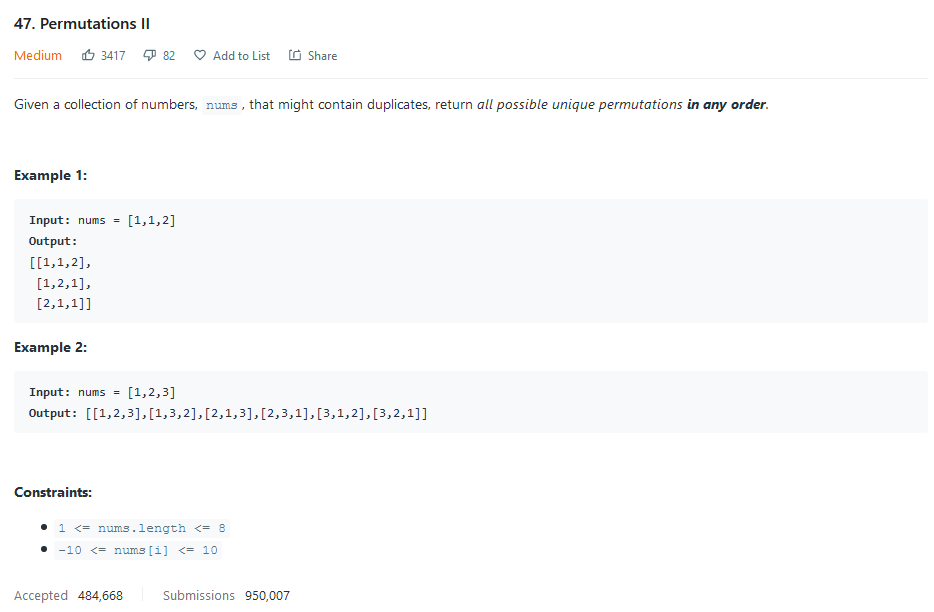 47. Permutations II
Medium 3417 82 Add to List Share
Given a collection of numbers, nums , that might contain duplicates, return all possible unique permutations in any order.
Example 1:
Input: nums = [1,1,2]
Output:
[[1,1,2],
[1,2,1],
[2,1,1]]
Example 2:
Input: nums = [1,2,3]
Output: [[1,2,3],[1,3,2],[2,1,3],[2,3,1],[3,1,2],[3,2,1]]
Constraints:
1 <= nums.length <= 8
-10 <= nums[i] <= 10
Accepted 484,668 Submissions 950,007